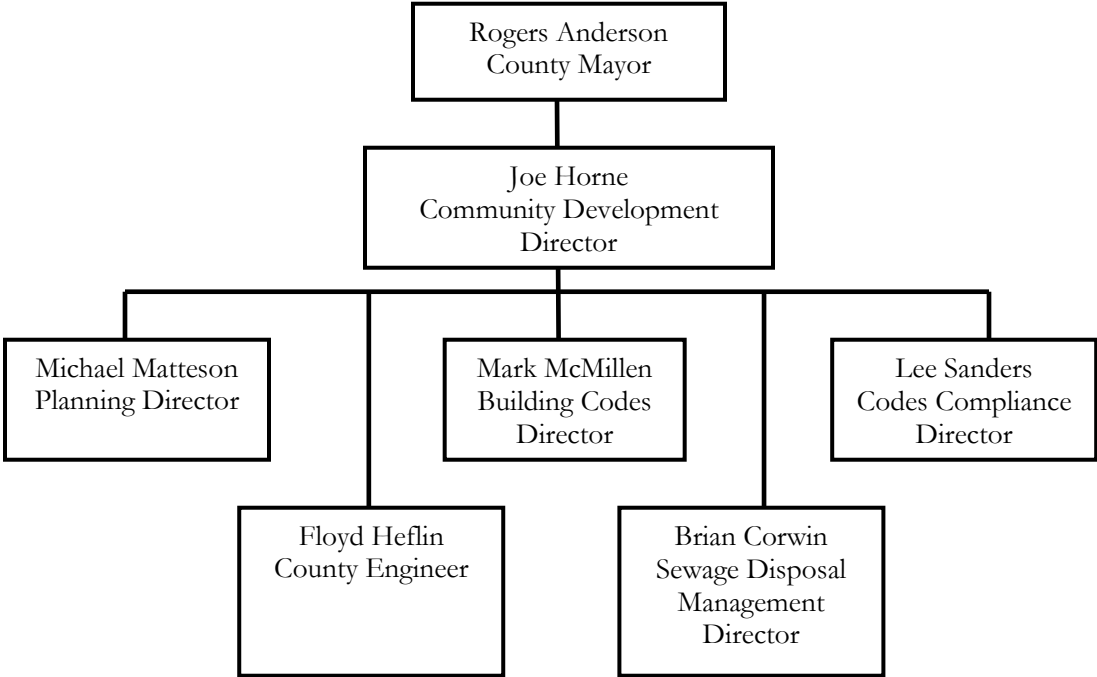 Rogers Anderson
County Mayor
Joe Horne
Community Development
Director
Michael Matteson
Planning Director
Mark McMillen
Building Codes
Director
Lee Sanders
Codes Compliance
Director
Floyd Heflin
County Engineer
Brian Corwin
Sewage Disposal
Management
Director